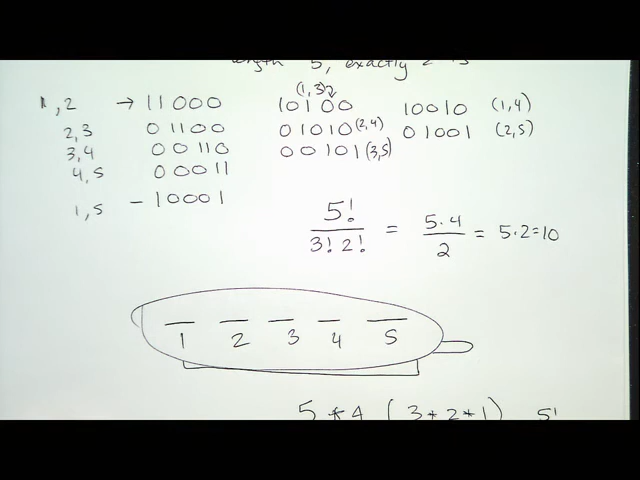 length 5, exactly 2 1s
(1,3)
1,2 → 11000 10100 10010 (1,4)
2,3 01100 01010 (2,4) 01001 (2,5)
3,4 00110 00101 (3,5)
4,5 00011
1,5 - 10001
5! / 3! 2! = 5·4 / 2 = 5·2=10
1 2 3 4 5
5 * 4 (3*2*1) 5!